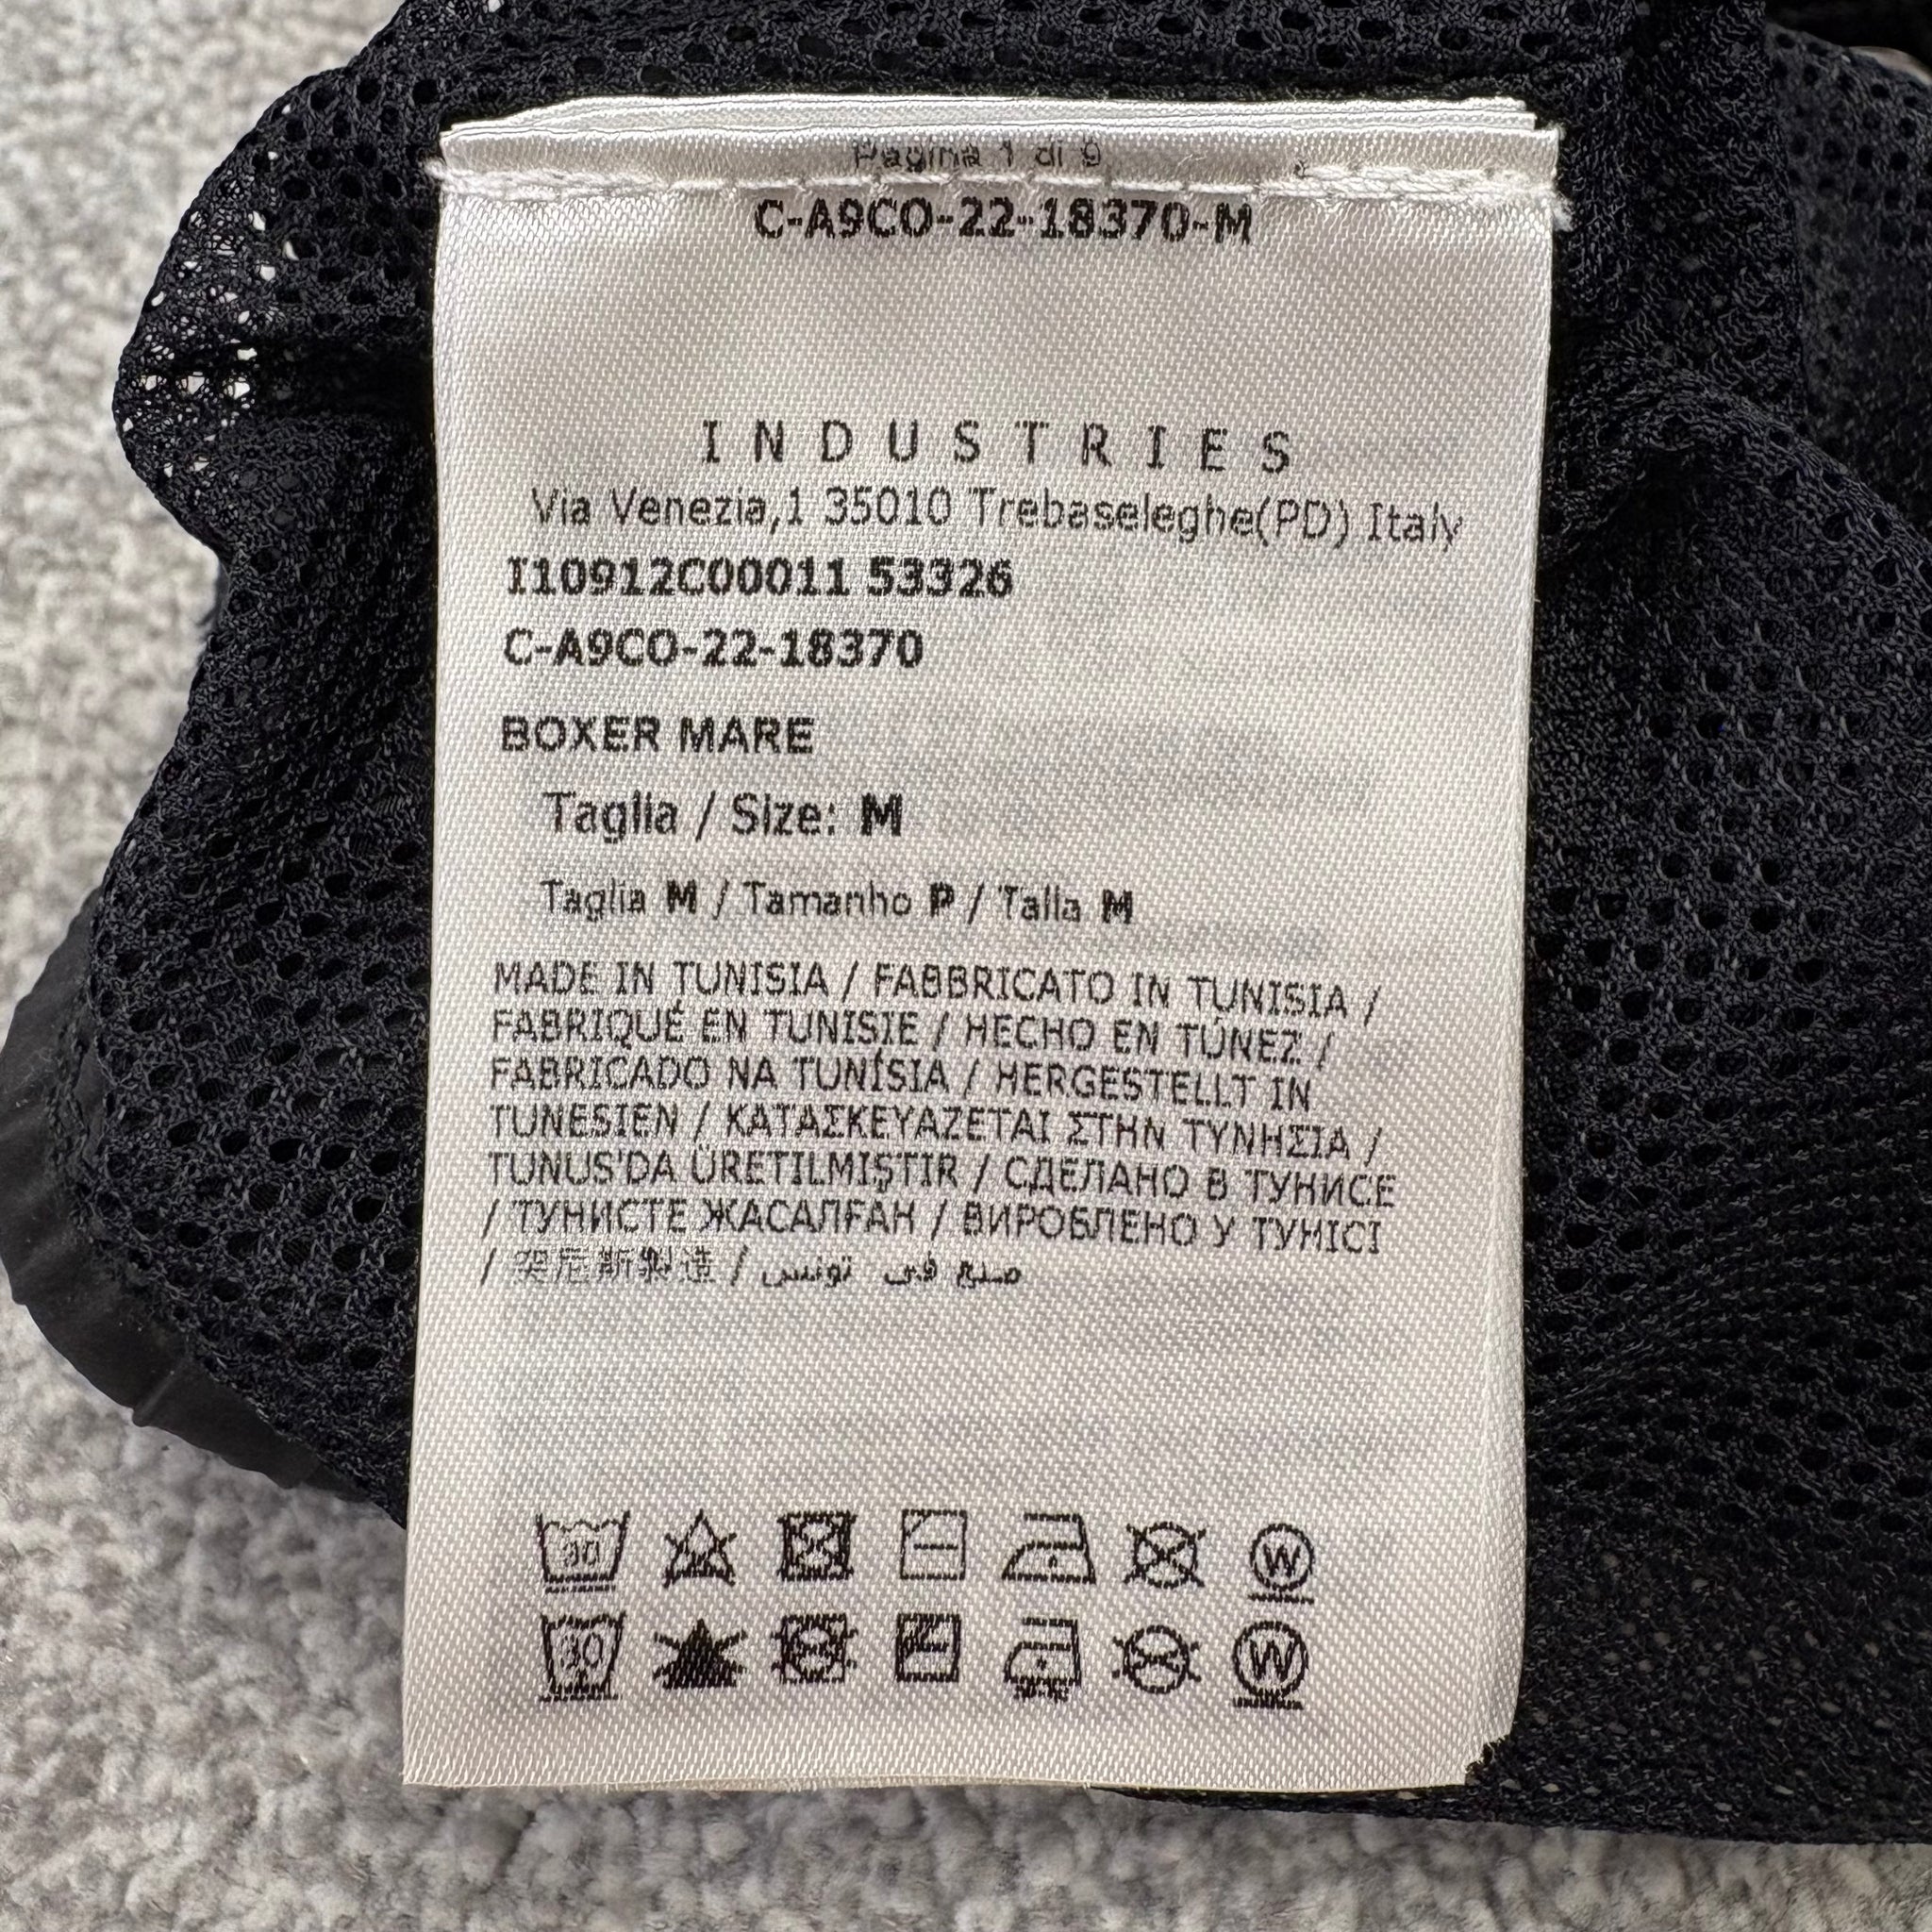 Pagina 1 di 9
C-A9CO-22-18370-M
INDUSTRIES
Via Venezia,1 35010 Trebaseleghe(PD) Italy
I10912C00011 53326
C-A9CO-22-18370
BOXER MARE
Taglia / Size: M
Taglia M / Tamanho P / Talla M
MADE IN TUNISIA / FABBRICATO IN TUNISIA /
FABRIQUÉ EN TUNISIE / HECHO EN TÚNEZ /
FABRICADO NA TUNÍSIA / HERGESTELLT IN
TUNESIEN / ΚΑΤΑΣΚΕΥΑΖΕΤΑΙ ΣΤΗΝ ΤΥΝΗΣΙΑ /
TUNUS'DA ÜRETILMIŞTIR / СДЕЛАНО В ТУНИСЕ
/ ТУНИСТЕ ЖАСАЛҒАН / ВИРОБЛЕНО У ТУНІСІ
/ 突尼斯製造 / صنع في تونس
30 W
30 W